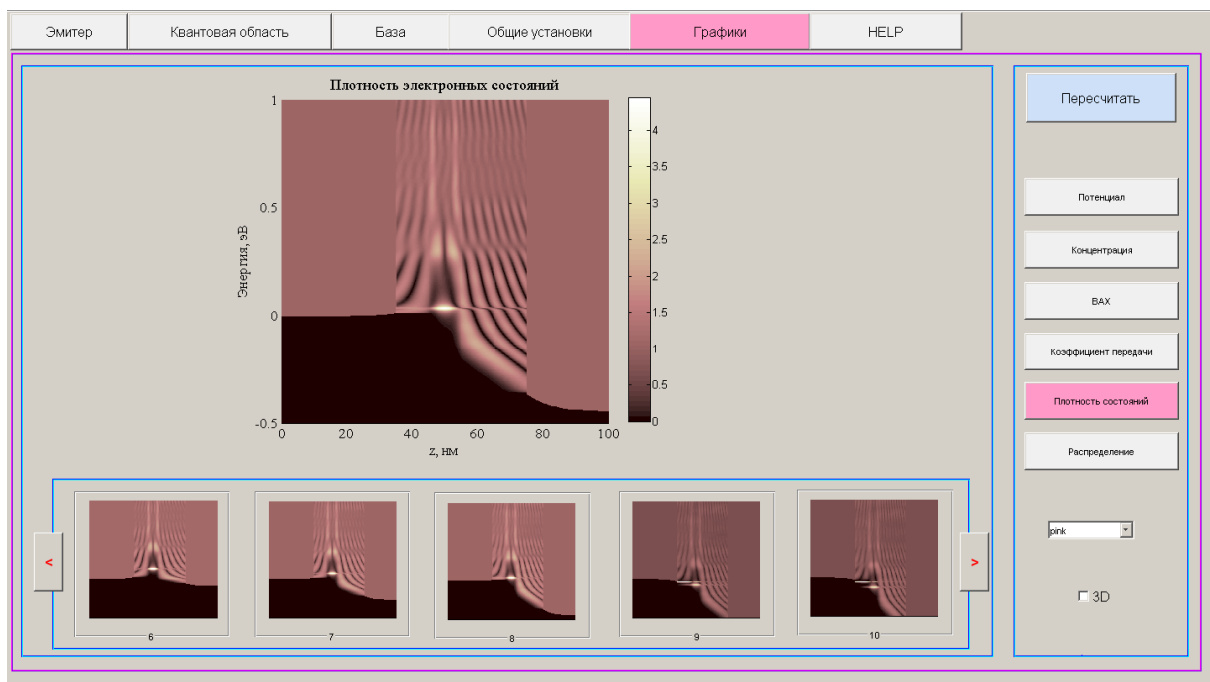 Эмитер
Квантовая область
База
Общие установки
Графики
HELP
Плотность электронных состояний
1
0.5
0
-0.5
Энергия, эВ
0
20
40
60
80
100
z, нм
4
3.5
3
2.5
2
1.5
1
0.5
0
Пересчитать
Потенциал
Концентрация
ВАХ
Коэффициент передачи
Плотность состояний
Распределение
pink
3D
<
6
7
8
9
10
>